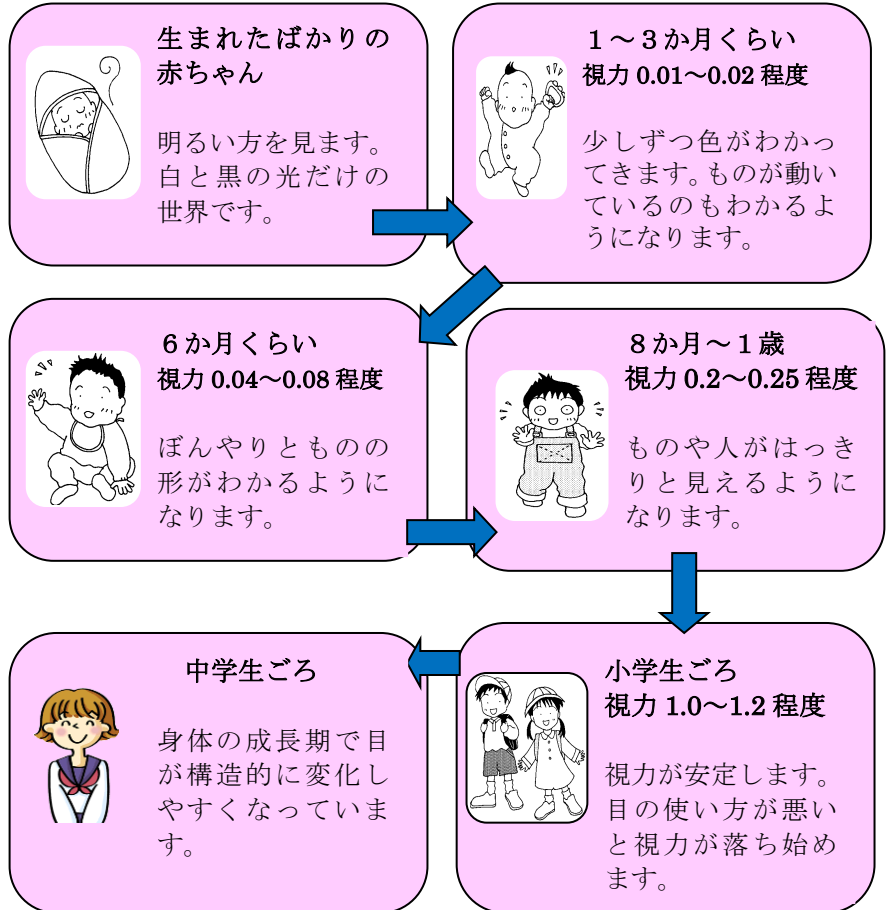 生まれたばかりの
赤ちゃん
明るい方を見ます。
白と黒の光だけの
世界です。
１～３か月くらい
視力 0.01～0.02 程度
少しずつ色がわかっ
てきます。ものが動い
ているのもわかるよ
うになります。
６か月くらい
視力 0.04～0.08 程度
ぼんやりとものの
形がわかるように
なります。
８か月～１歳
視力 0.2～0.25 程度
ものや人がはっき
りと見えるように
なります。
小学生ごろ
視力 1.0～1.2 程度
視力が安定します。
目の使い方が悪い
と視力が落ち始め
ます。
中学生ごろ
身体の成長期で目
が構造的に変化し
やすくなっていま
す。